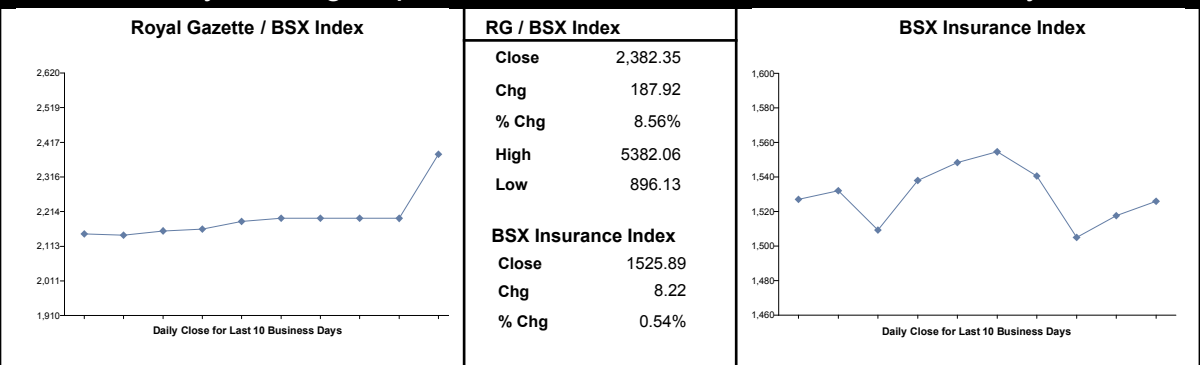 Royal Gazette / BSX Index
2,620
2,519
2,417
2,316
2,214
2,113
2,011
1,910
Daily Close for Last 10 Business Days
RG / BSX Index
Close 2,382.35
Chg 187.92
% Chg 8.56%
High 5382.06
Low 896.13
BSX Insurance Index
Close 1525.89
Chg 8.22
% Chg 0.54%
BSX Insurance Index
1,600
1,580
1,560
1,540
1,520
1,500
1,480
1,460
Daily Close for Last 10 Business Days